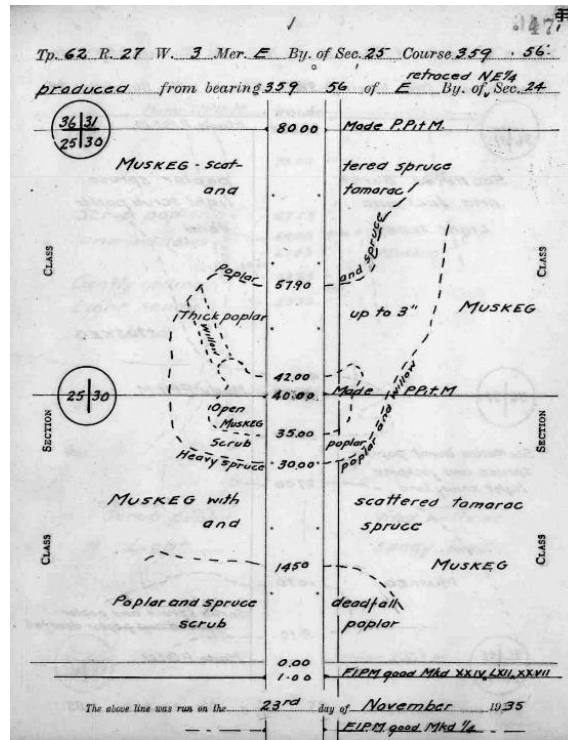 147
Tp. 62 R. 27 W. 3 Mer. E By. of Sec. 25 Course 359° 56'
retraced NE¼
produced from bearing 359 56 of E By. of Sec. 24
36 31
25 30
80.00 Made P.Pit M.
MUSKEG - scat- tered spruce
and tamarac
CLASS
poplar 57.90 and spruce
Thick poplar up to 3" MUSKEG
Willow
42.00
25 30 40.00 Made P.Pit M
Open
MUSKEG 35.00
SECTION
Scrub poplar
Heavy spruce 30.00 poplar and willow
SECTION
MUSKEG with scattered tamarac
and spruce
CLASS
1450 MUSKEG
CLASS
Poplar and spruce deadfall
scrub poplar
0.00
1.00 F.I.P.M. good Mkd XXIV, LXII, XXVII
The above line was run on the 23rd day of November 1935
F.I.P.M. good Mkd ¼